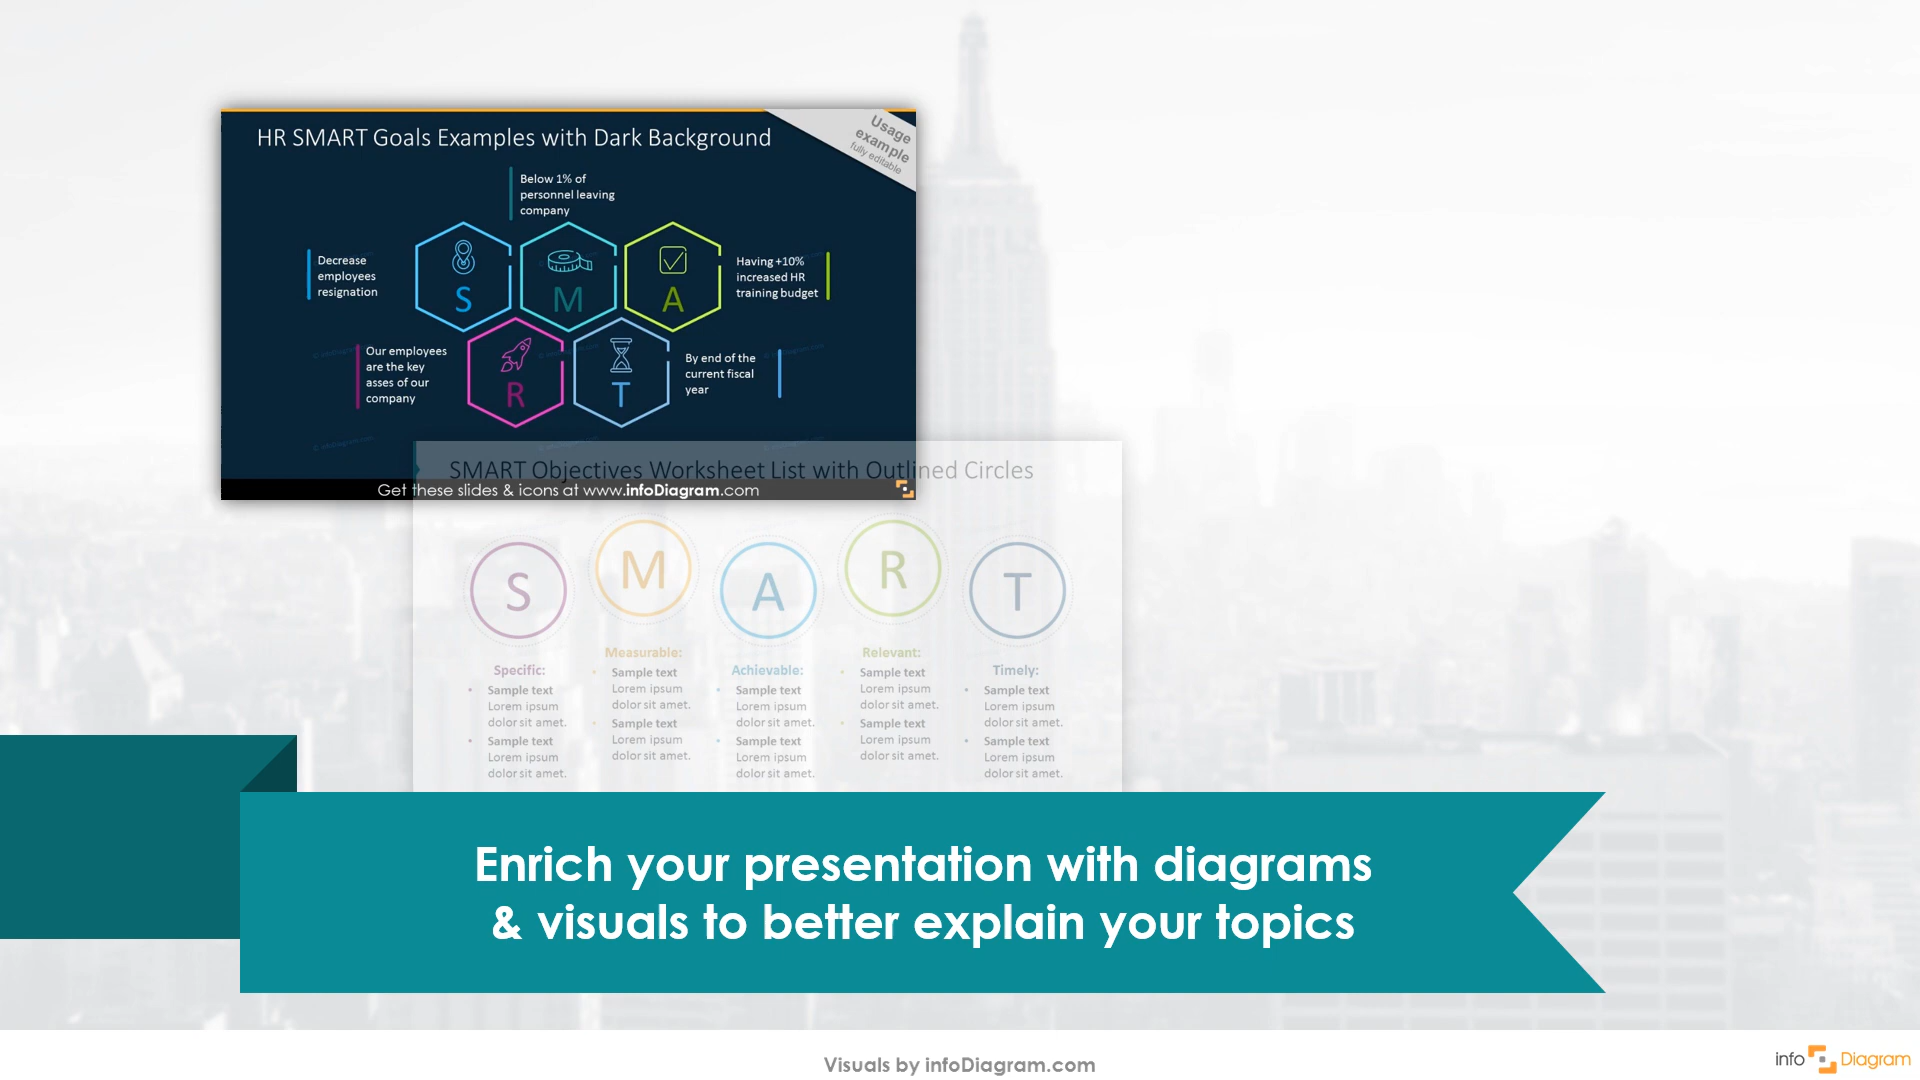 HR SMART Goals Examples with Dark Background
Usage
example
fully editable
Below 1% of
personnel leaving
company
Decrease
employees
resignation
S
M
A
Having +10%
increased HR
training budget
Our employees
are the key
asses of our
company
R
T
By end of the
current fiscal
year
Get these slides & icons at www.infoDiagram.com
SMART Objectives Worksheet List with Outlined Circles
S
M
A
R
T
Specific:
• Sample text
Lorem ipsum
dolor sit amet.
• Sample text
Lorem ipsum
dolor sit amet.
Measurable:
• Sample text
Lorem ipsum
dolor sit amet.
• Sample text
Lorem ipsum
dolor sit amet.
Achievable:
• Sample text
Lorem ipsum
dolor sit amet.
• Sample text
Lorem ipsum
dolor sit amet.
Relevant:
• Sample text
Lorem ipsum
dolor sit amet.
• Sample text
Lorem ipsum
dolor sit amet.
Timely:
• Sample text
Lorem ipsum
dolor sit amet.
• Sample text
Lorem ipsum
dolor sit amet.
Enrich your presentation with diagrams
& visuals to better explain your topics
Visuals by infoDiagram.com
info Diagram